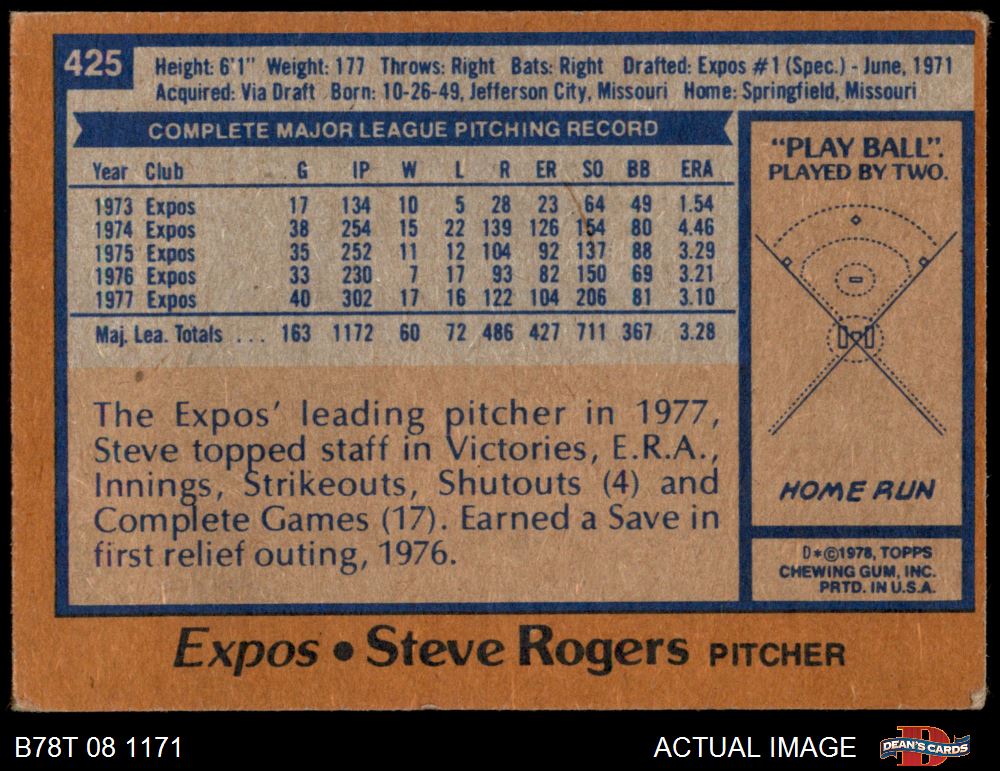 425
Height: 6'1" Weight: 177 Throws: Right Bats: Right Drafted: Expos #1 (Spec.) - June, 1971
Acquired: Via Draft Born: 10-26-49, Jefferson City, Missouri Home: Springfield, Missouri
COMPLETE MAJOR LEAGUE PITCHING RECORD
Year Club G IP W L R ER SO BB ERA
1973 Expos 17 134 10 5 28 23 64 49 1.54
1974 Expos 38 254 15 22 139 126 154 80 4.46
1975 Expos 35 252 11 12 104 92 137 88 3.29
1976 Expos 33 230 7 17 93 82 150 69 3.21
1977 Expos 40 302 17 16 122 104 206 81 3.10
Maj. Lea. Totals ... 163 1172 60 72 486 427 711 367 3.28
The Expos' leading pitcher in 1977,
Steve topped staff in Victories, E.R.A.,
Innings, Strikeouts, Shutouts (4) and
Complete Games (17). Earned a Save in
first relief outing, 1976.
"PLAY BALL".
PLAYED BY TWO.
HOME RUN
D*©1978, TOPPS
CHEWING GUM, INC.
PRTD. IN U.S.A.
Expos • Steve Rogers PITCHER
B78T 08 1171
ACTUAL IMAGE
D
DEAN'S CARDS